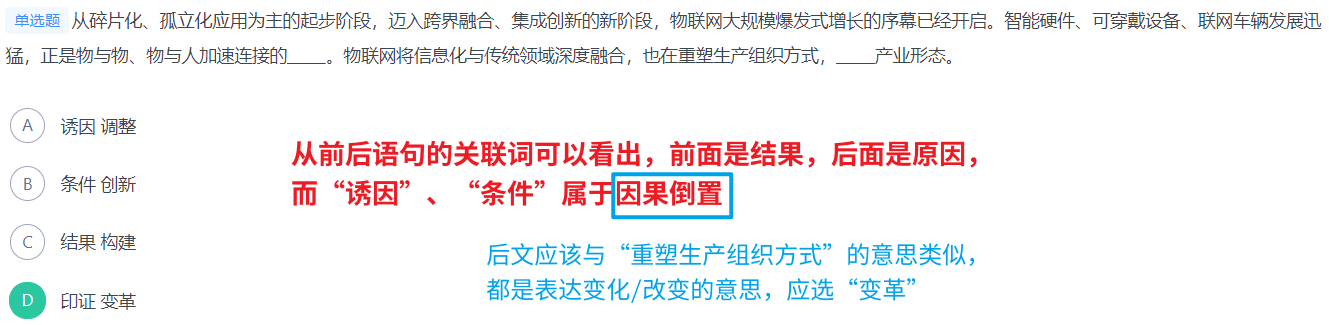 单选题 从碎片化、孤立化应用为主的起步阶段，迈入跨界融合、集成创新的新阶段，物联网大规模爆发式增长的序幕已经开启。智能硬件、可穿戴设备、联网车辆发展迅
猛，正是物与物、物与人加速连接的_____。物联网将信息化与传统领域深度融合，也在重塑生产组织方式，_____产业形态。
A 诱因 调整
B 条件 创新
C 结果 构建
D 印证 变革
从前后语句的关联词可以看出，前面是结果，后面是原因，
而“诱因”、“条件”属于因果倒置
后文应该与“重塑生产组织方式”的意思类似，
都是表达变化/改变的意思，应选“变革”